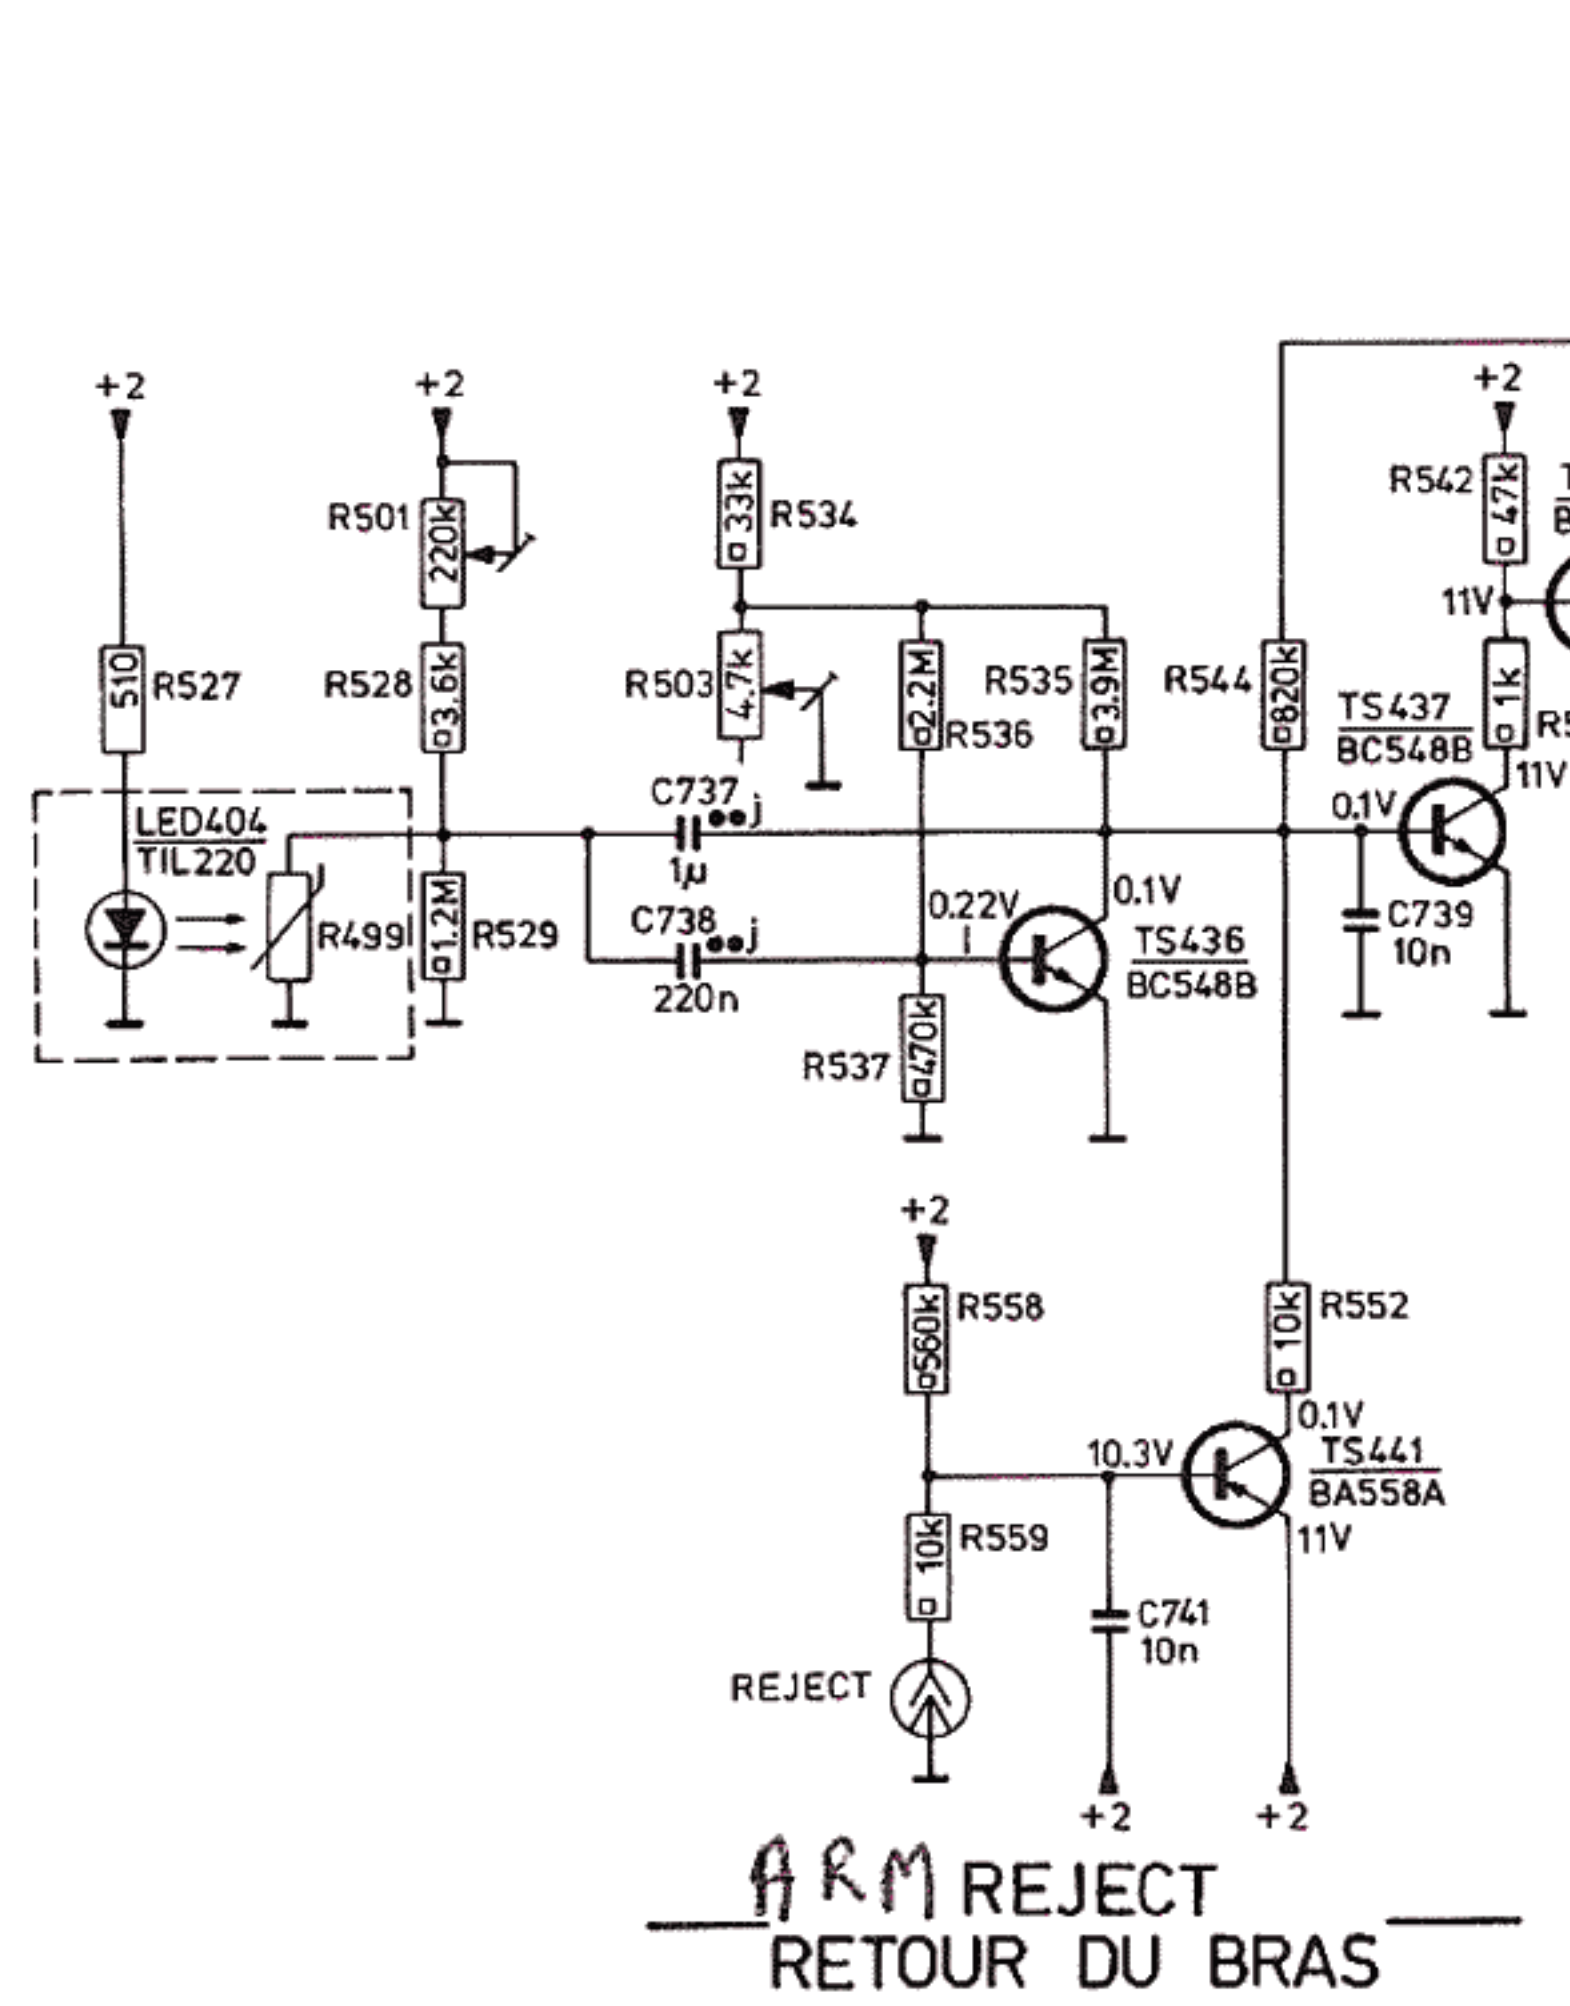 +2
+2
+2
+2
R501
220k
33k
R534
R542
47k
11V
510
R527
R528
3.6k
R503
4.7k
2.2M
R536
R535
3.9M
R544
820k
TS437
BC548B
1k
11V
LED404
TIL220
C737
j
1µ
0.1V
R499
1.2M
R529
C738
j
220n
0.22V
0.1V
TS436
BC548B
C739
10n
R537
470k
+2
R558
560k
R552
10k
10.3V
0.1V
TS441
BA558A
11V
R559
10k
C741
10n
REJECT
+2
+2
ARM REJECT
RETOUR DU BRAS